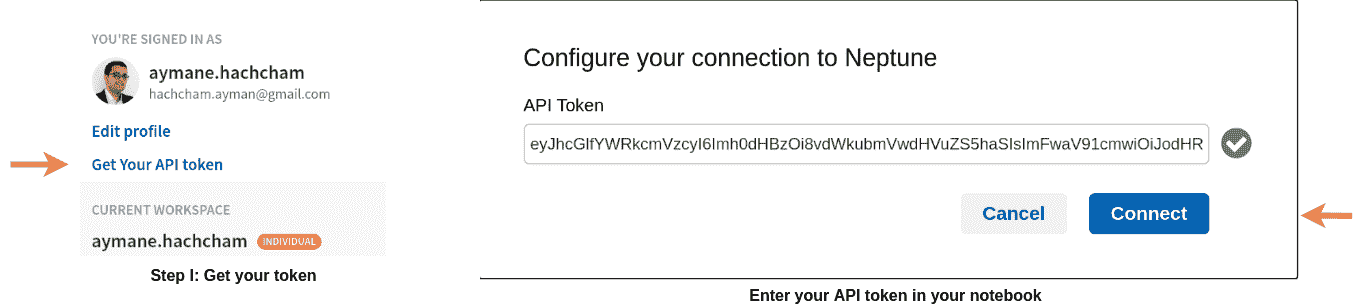 YOU'RE SIGNED IN AS
aymane.hachcham
hachcham.ayman@gmail.com
Edit profile
Get Your API token
CURRENT WORKSPACE
aymane.hachcham INDIVIDUAL
Step I: Get your token
Configure your connection to Neptune
API Token
eyJhcGlfYWRkcmVzcyI6Imh0dHBzOi8vdWkubmVwdHVuZS5haSIsImFwaV91cmwiOiJodHR
Cancel
Connect
Enter your API token in your notebook